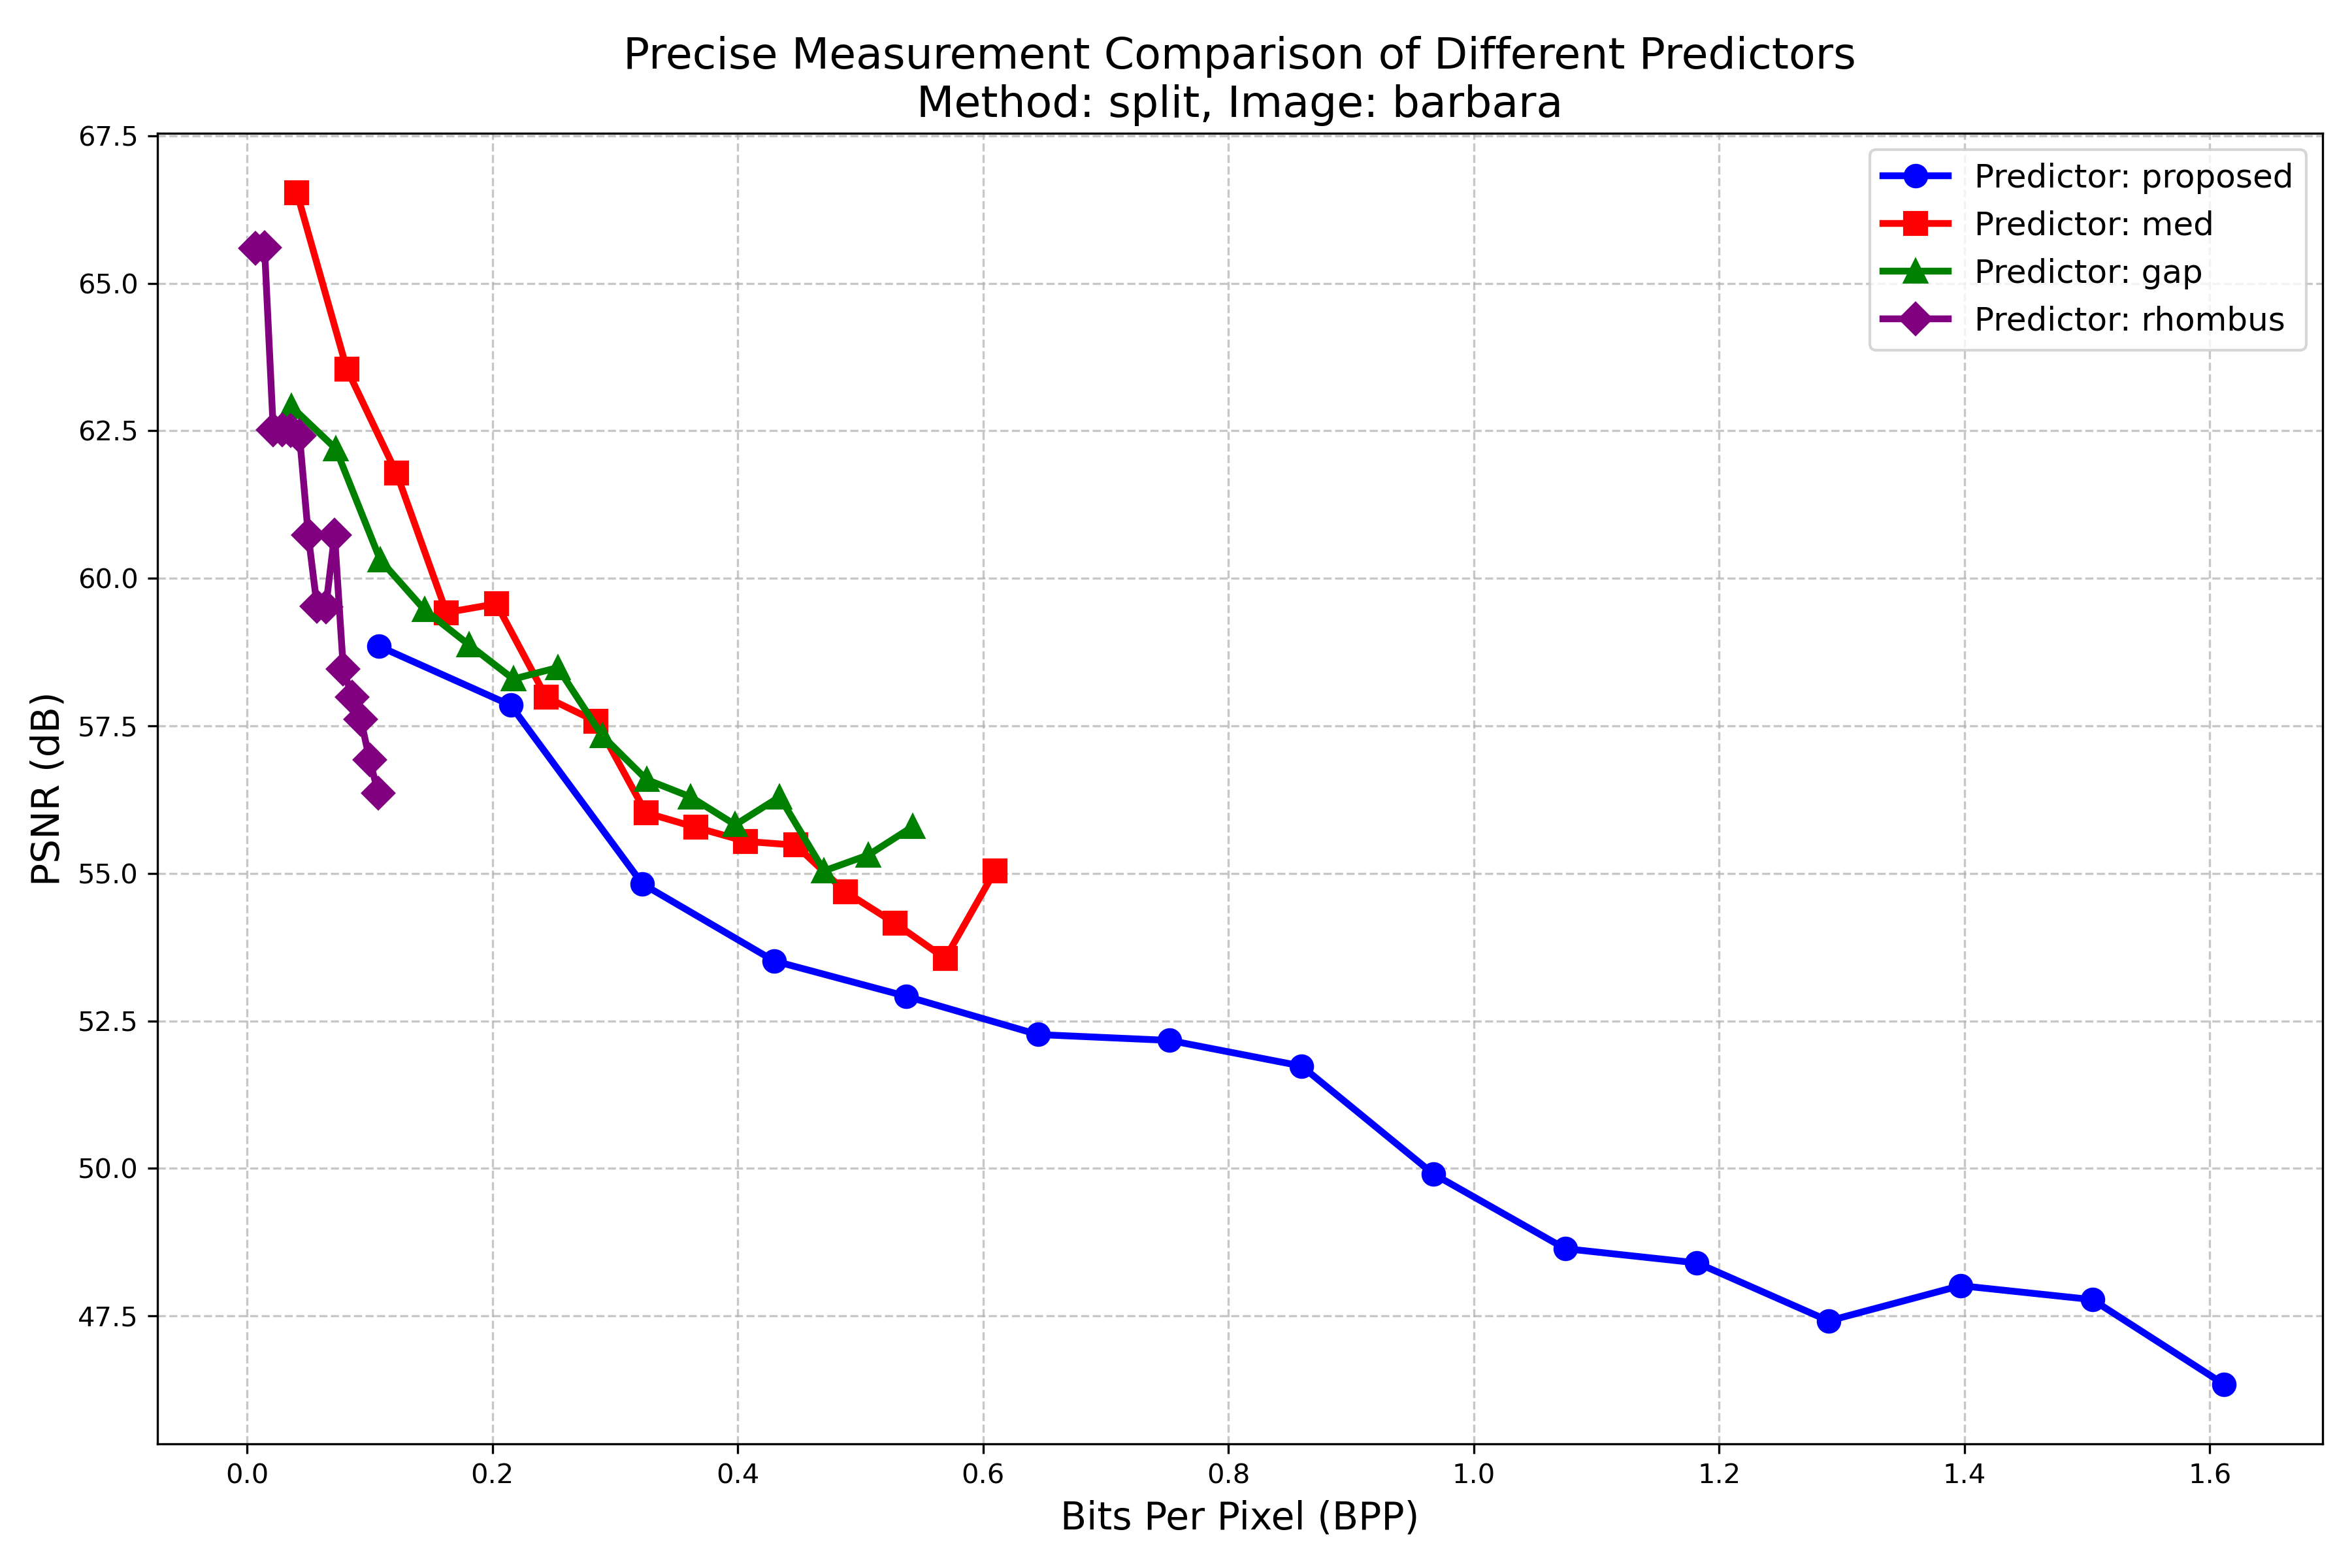 Precise Measurement Comparison of Different Predictors
Method: split, Image: barbara
67.5
65.0
62.5
60.0
57.5
55.0
52.5
50.0
47.5
PSNR (dB)
Predictor: proposed
Predictor: med
Predictor: gap
Predictor: rhombus
0.0 0.2 0.4 0.6 0.8 1.0 1.2 1.4 1.6
Bits Per Pixel (BPP)